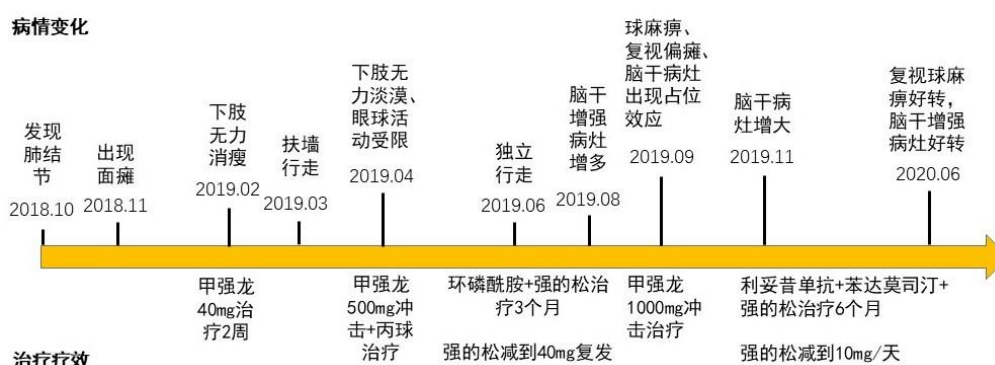 病情变化
发现
肺结
节
2018.10
出现
面瘫
2018.11
下肢
无力
消瘦
2019.02
扶墙
行走
2019.03
下肢无
力淡漠、
眼球活
动受限
2019.04
独立
行走
2019.06
脑干
增强
病灶
增多
2019.08
球麻痹、
复视偏瘫、
脑干病灶
出现占位
效应
2019.09
脑干病
灶增大
2019.11
复视球麻
痹好转，
脑干增强
病灶好转
2020.06
甲强龙
40mg治
疗2周
甲强龙
500mg冲
击+丙球
治疗
环磷酰胺+强的松治
疗3个月
强的松减到40mg复发
甲强龙
1000mg冲
击治疗
利妥昔单抗+苯达莫司汀+
强的松治疗6个月
强的松减到10mg/天
治疗疗效